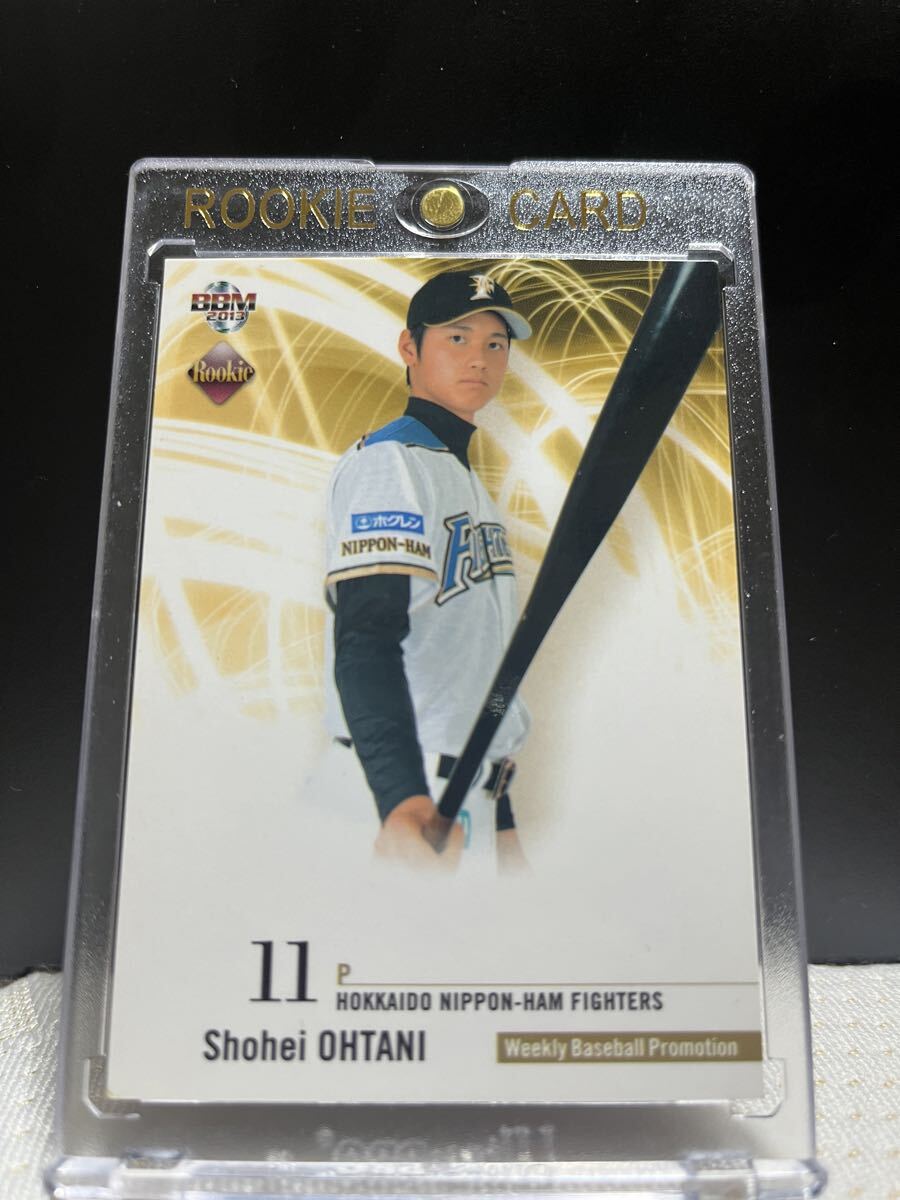 ROOKIE CARD
BBM
2013
Rookie
F
ホクレン
NIPPON-HAM
FIGHTE
11
P
HOKKAIDO NIPPON-HAM FIGHTERS
Shohei OHTANI
Weekly Baseball Promotion